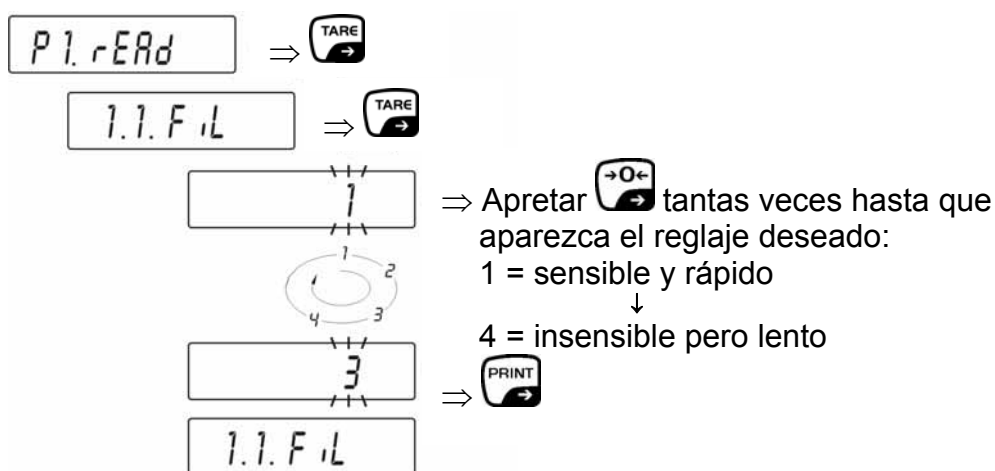 P1.rEAd ⇒ TARE
1.1.FiL ⇒ TARE
1 ⇒ Apretar →0← tantas veces hasta que
aparezca el reglaje deseado:
1 = sensible y rápido
↓
4 = insensible pero lento
1
2
3
4
3 ⇒ PRINT
1.1.FiL